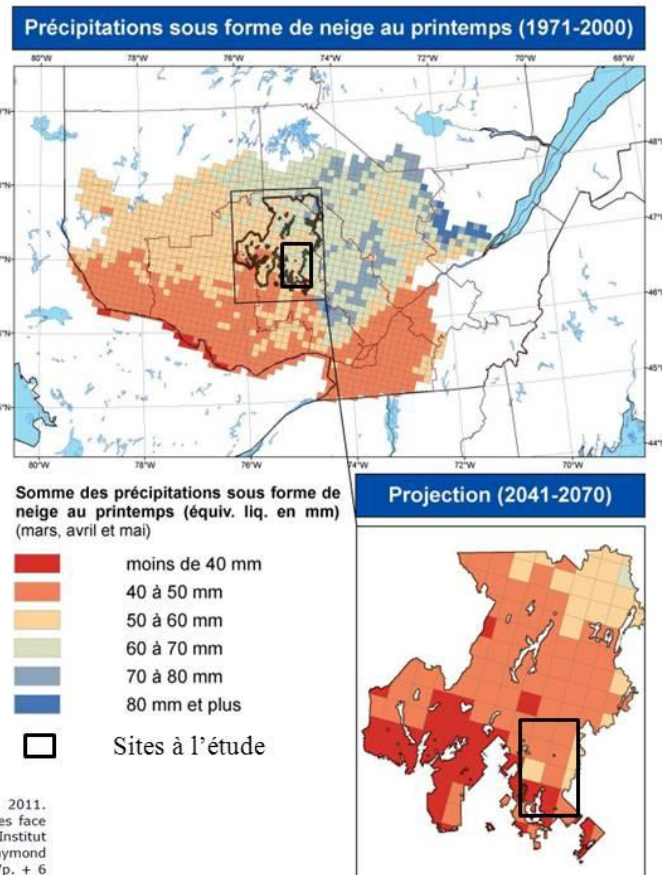 Précipitations sous forme de neige au printemps (1971-2000)
80°W 78°W 76°W 74°W 72°W 70°W 68°W
48°N
47°N
44°N
80°W 78°W 76°W 74°W 72°W 70°W
Somme des précipitations sous forme de
neige au printemps (équiv. liq. en mm)
(mars, avril et mai)
moins de 40 mm
40 à 50 mm
50 à 60 mm
60 à 70 mm
70 à 80 mm
80 mm et plus
Sites à l'étude
Projection (2041-2070)
2011.
es face
Institut
aymond
p. + 6